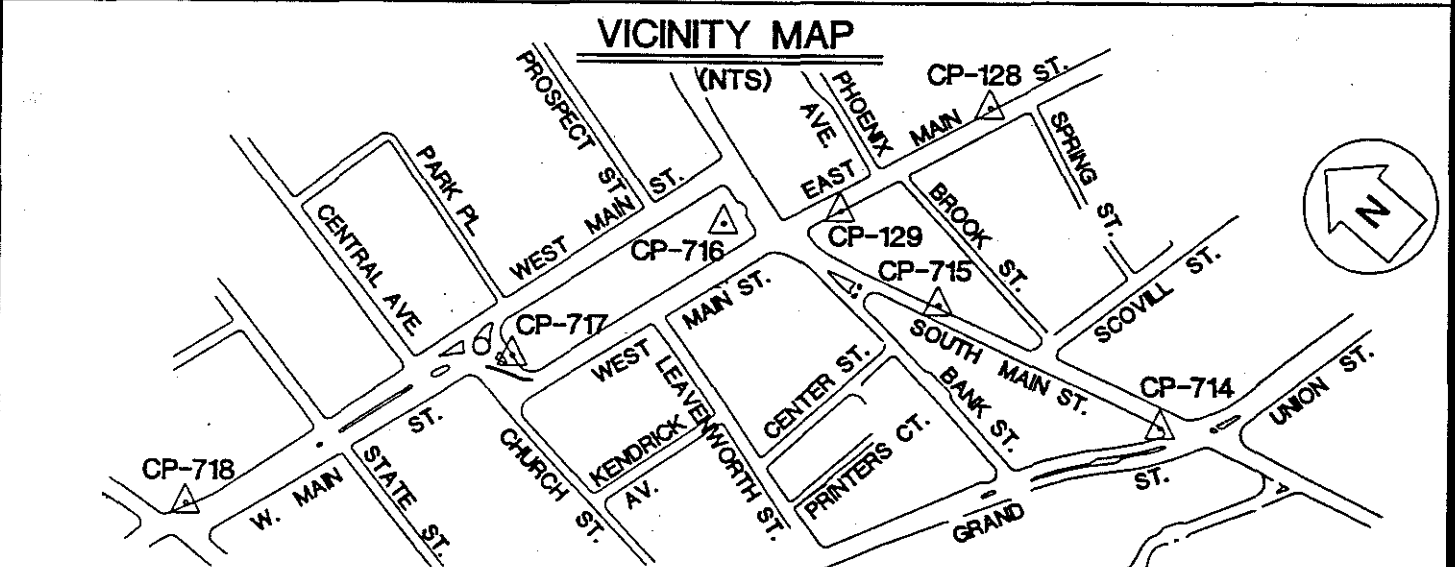 VICINITY MAP
(NTS)
PROSPECT ST.
PHOENIX AVE.
CP-128
EAST MAIN ST.
SPRING ST.
PARK PL.
CENTRAL AVE.
WEST MAIN ST.
CP-716
CP-129
BROOK ST.
N
CP-715
SCOVILL ST.
CP-717
WEST MAIN ST.
SOUTH MAIN ST.
LEAVENWORTH ST.
CENTER ST.
BANK ST.
CP-714
UNION ST.
KENDRICK AV.
PRINTERS CT.
CHURCH ST.
CP-718
W. MAIN ST.
STATE ST.
GRAND ST.